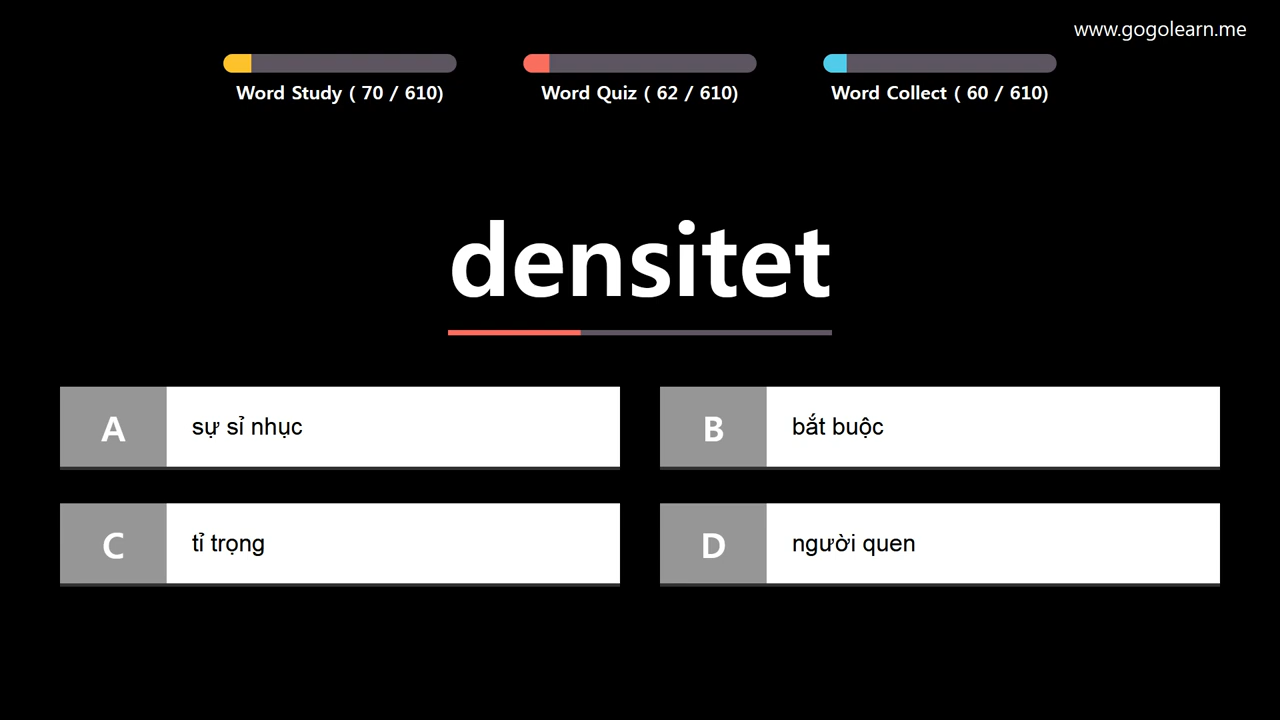 www.gogolearn.me
Word Study ( 70 / 610)
Word Quiz ( 62 / 610)
Word Collect ( 60 / 610)
densitet
A
sự sỉ nhục
B
bắt buộc
C
tỉ trọng
D
người quen